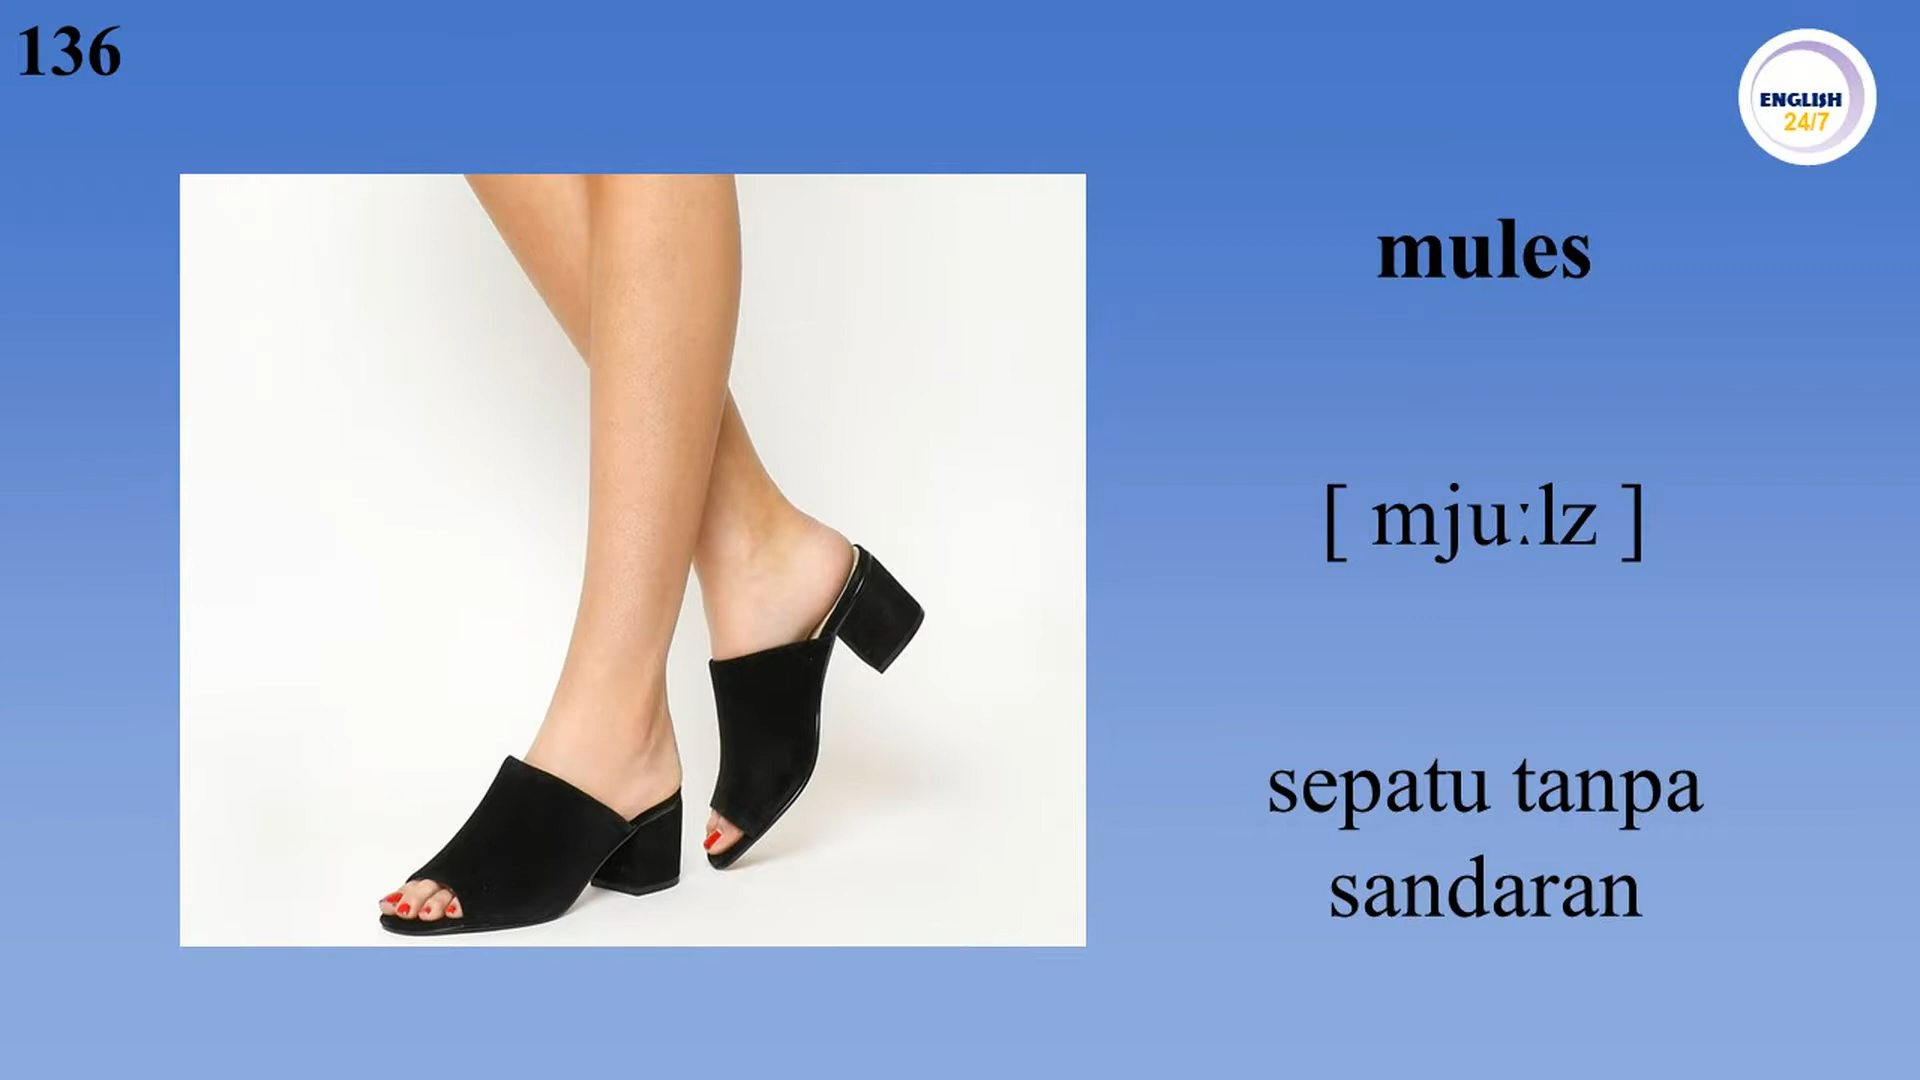 136
ENGLISH
24/7
mules
[ mju:lz ]
sepatu tanpa
sandaran